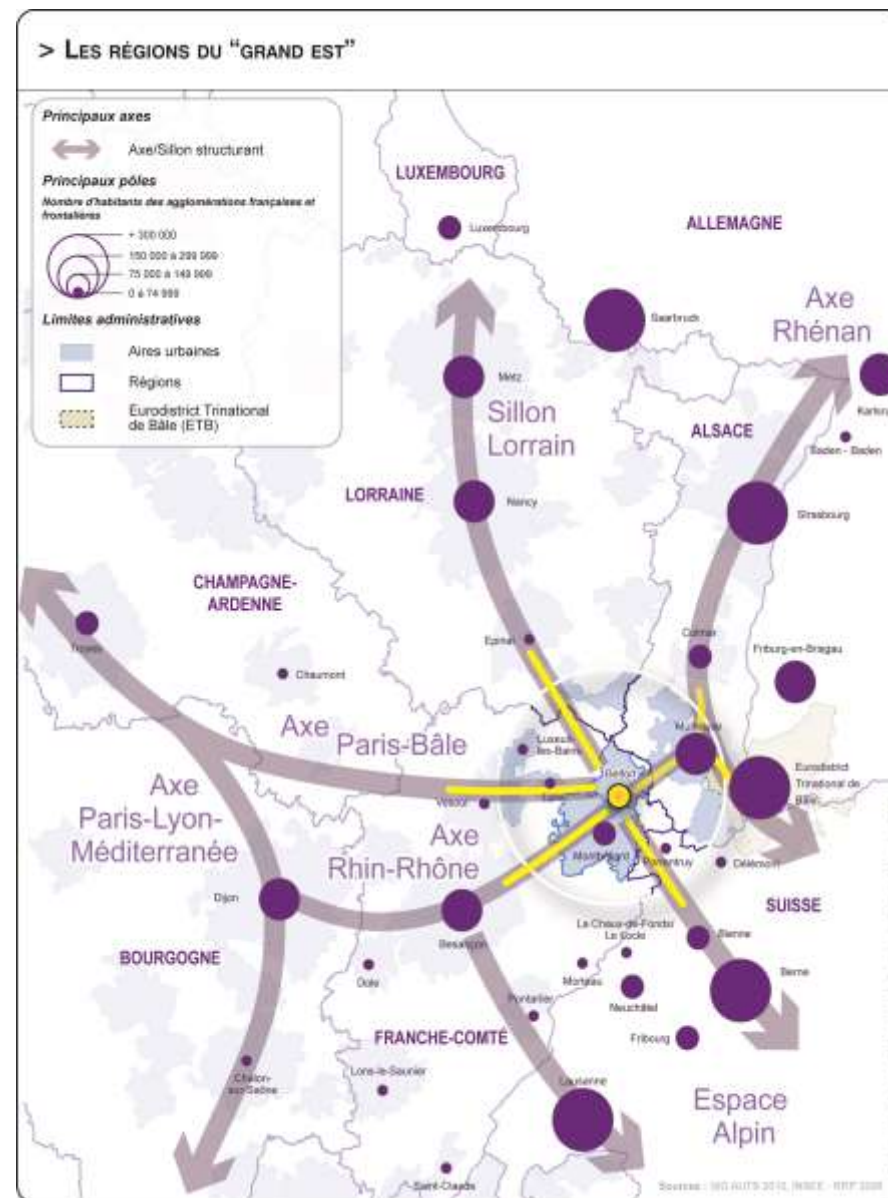 > LES RÉGIONS DU “GRAND EST”
Principaux axes
Axe/Sillon structurant
Principaux pôles
Nombre d'habitants des agglomérations françaises et
frontalières
+ 300 000
150 000 à 299 999
75 000 à 149 999
0 à 74 999
Limites administratives
Aires urbaines
Régions
Eurodistrict Trinational
de Bâle (ETB)
LUXEMBOURG
Luxembourg
ALLEMAGNE
Saarbruck
Axe
Rhénan
Metz
Sillon
Lorrain
ALSACE
Baden - Baden
LORRAINE
Nancy
Strasbourg
CHAMPAGNE-
ARDENNE
Troyes
Chaumont
Epinal
Colmar
Friburg-en-Brisgau
Axe
Paris-Bâle
Luxeuil
les-Bains
Mulhouse
Belfort
Eurodistrict
Trinational de
Bâle
Axe
Paris-Lyon-
Méditerranée
Vesoul
Axe
Rhin-Rhône
Montbéliard
Porrentruy
Délémont
Dijon
Besançon
SUISSE
La Chaux-de-Fonds/
Le Locle
Bienne
BOURGOGNE
Dole
Morteau
Neuchâtel
Berne
Pontarlier
FRANCHE-COMTÉ
Fribourg
Chalon-
sur-Saône
Lons-le-Saunier
Lausanne
Espace
Alpin
Saint-Claude